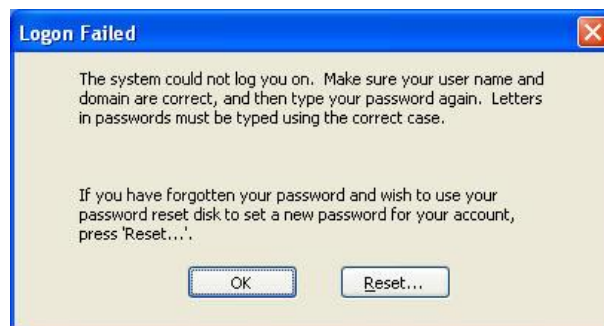 Logon Failed
The system could not log you on. Make sure your user name and
domain are correct, and then type your password again. Letters
in passwords must be typed using the correct case.
If you have forgotten your password and wish to use your
password reset disk to set a new password for your account,
press 'Reset...'.
OK Reset...